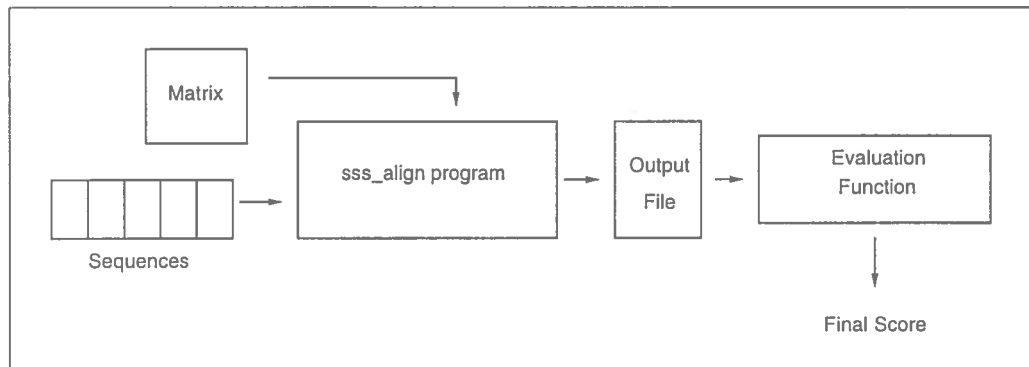 Matrix
sss_align program
Output
File
Evaluation
Function
Sequences
Final Score